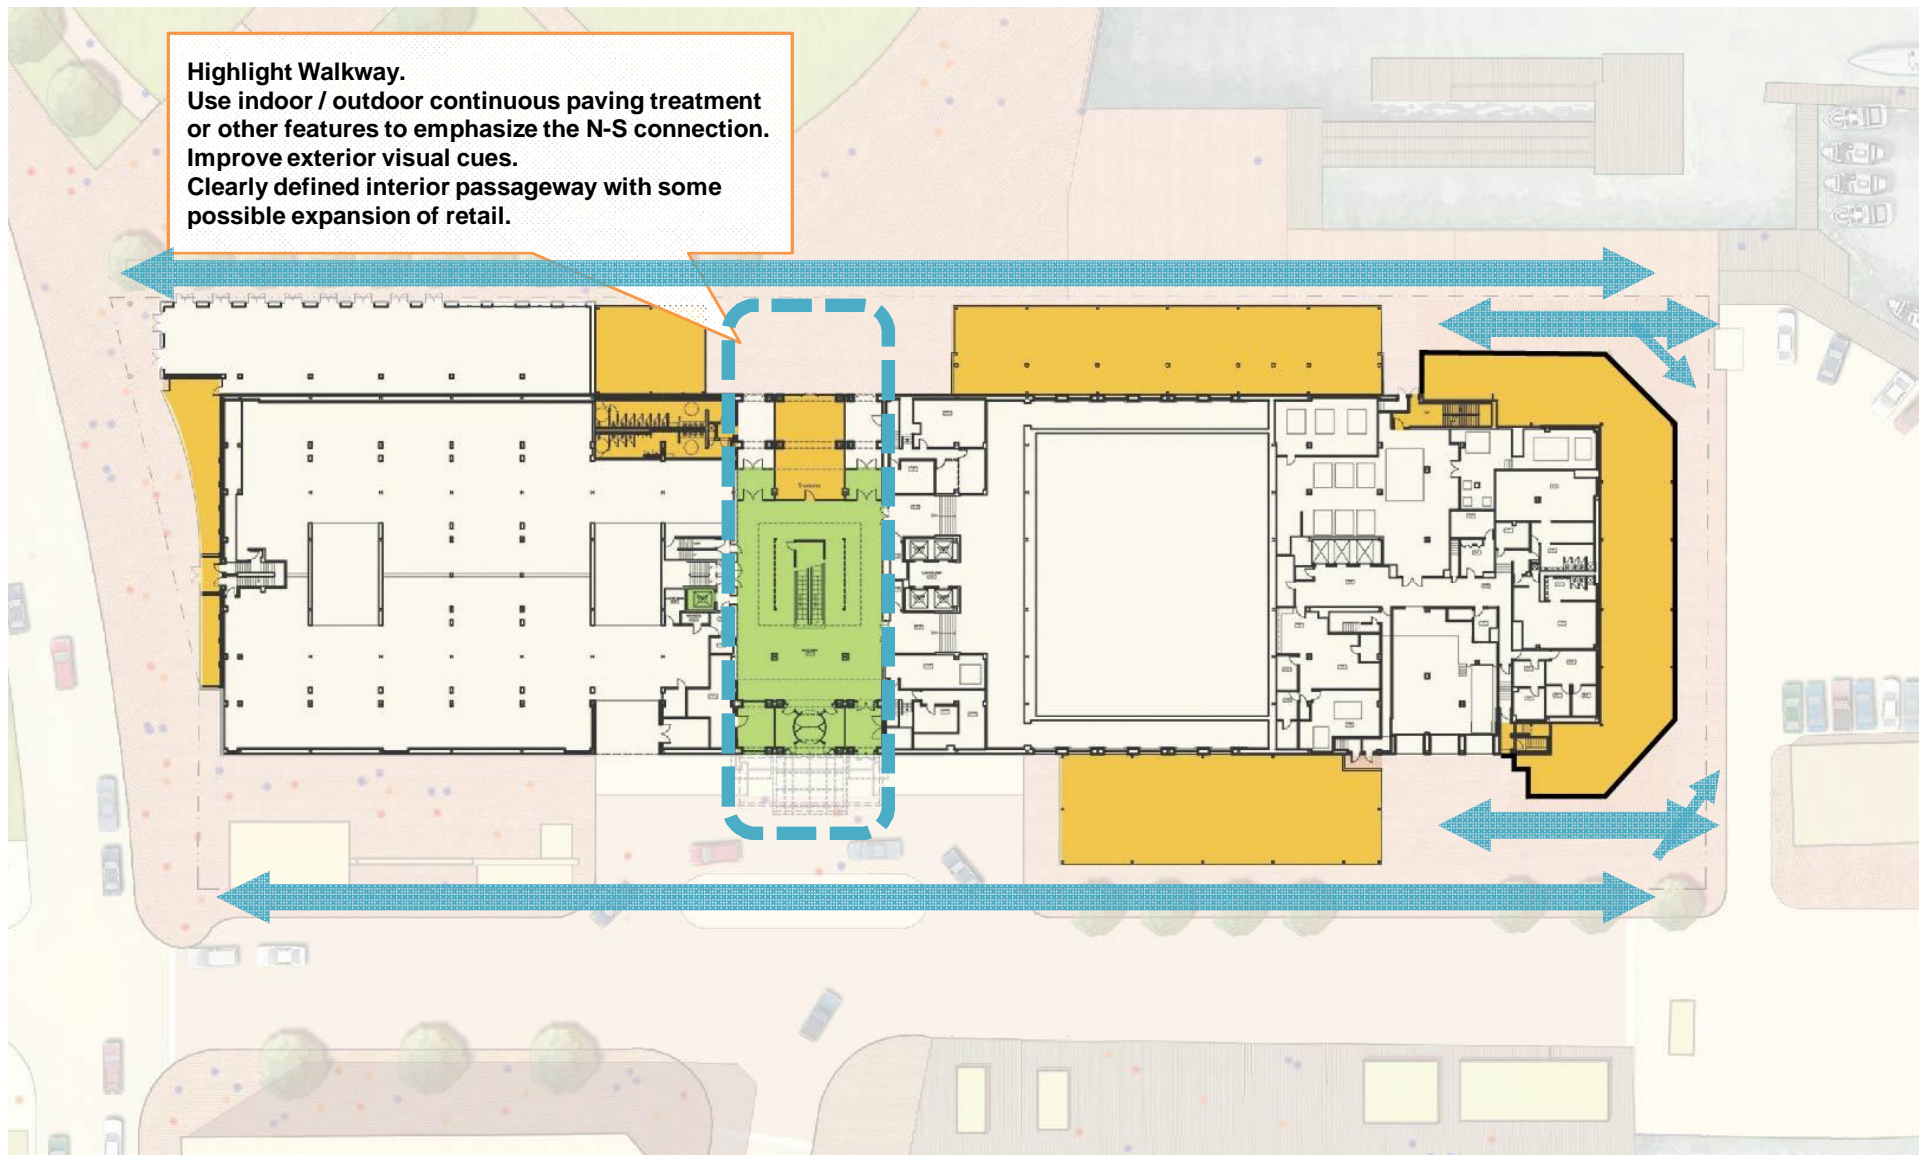 Highlight Walkway.
Use indoor / outdoor continuous paving treatment
or other features to emphasize the N-S connection.
Improve exterior visual cues.
Clearly defined interior passageway with some
possible expansion of retail.